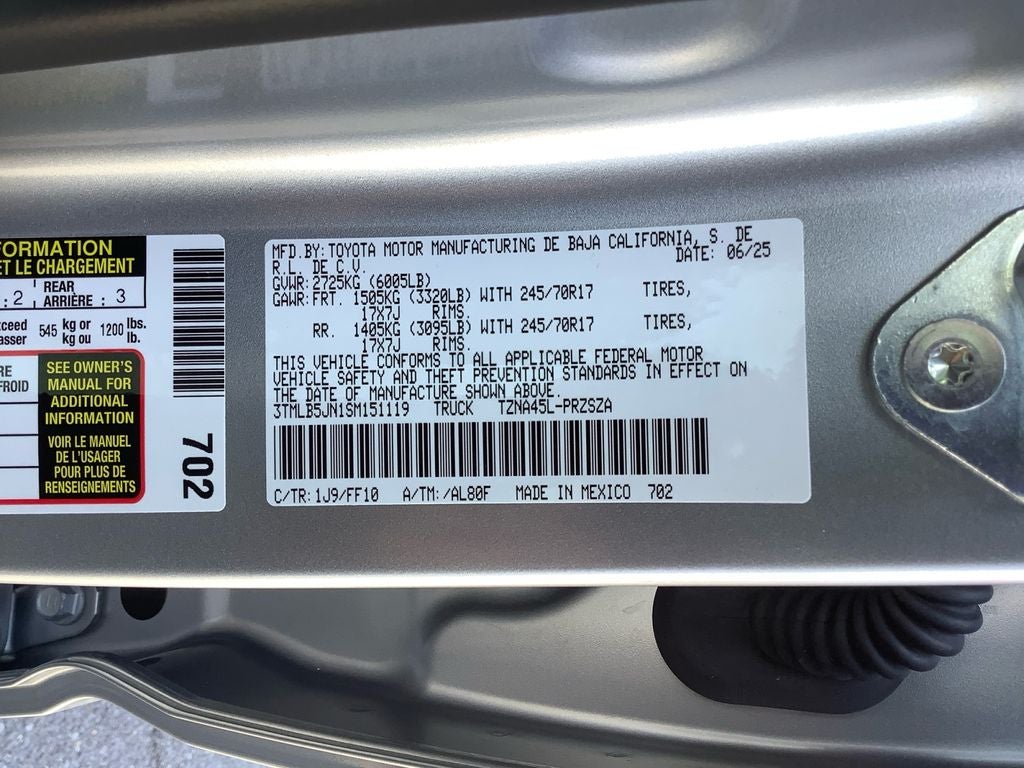 FORMATION
ET LE CHARGEMENT
: 2 REAR
ARRIÈRE : 3
xceed
asser 545 kg or
kg ou 1200 lbs.
lb.
RE
FROID
SEE OWNER'S
MANUAL FOR
ADDITIONAL
INFORMATION
VOIR LE MANUEL
DE L'USAGER
POUR PLUS DE
RENSEIGNEMENTS
702
MFD.BY:TOYOTA MOTOR MANUFACTURING DE BAJA CALIFORNIA, S. DE
R.L. DE C.V. DATE: 06/25
GVWR:2725KG (6005LB)
GAWR:FRT. 1505KG (3320LB) WITH 245/70R17 TIRES,
17X7J RIMS.
RR. 1405KG (3095LB) WITH 245/70R17 TIRES,
17X7J RIMS.
THIS VEHICLE CONFORMS TO ALL APPLICABLE FEDERAL MOTOR
VEHICLE SAFETY AND THEFT PREVENTION STANDARDS IN EFFECT ON
THE DATE OF MANUFACTURE SHOWN ABOVE.
3TMLB5JN1SM151119 TRUCK TZNA45L-PRZSZA
C/TR:1J9/FF10 A/TM:/AL80F MADE IN MEXICO 702